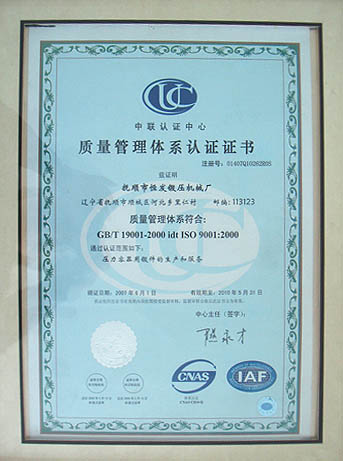 CUC
中联认证中心
质量管理体系认证证书
注册号: 01407Q10262R0S
兹证明
抚顺市恒发锻压机械厂
辽宁省抚顺市顺城区河北乡里仁村 邮编:113123
质量管理体系符合:
GB/T 19001-2000 idt ISO 9001:2000
通过认证范围如下:
压力容器用锻件的生产和服务
颁证日期: 2007年6月1日 有效期至: 2010年5月31日
中心主任(签字):
CNAS
IAF